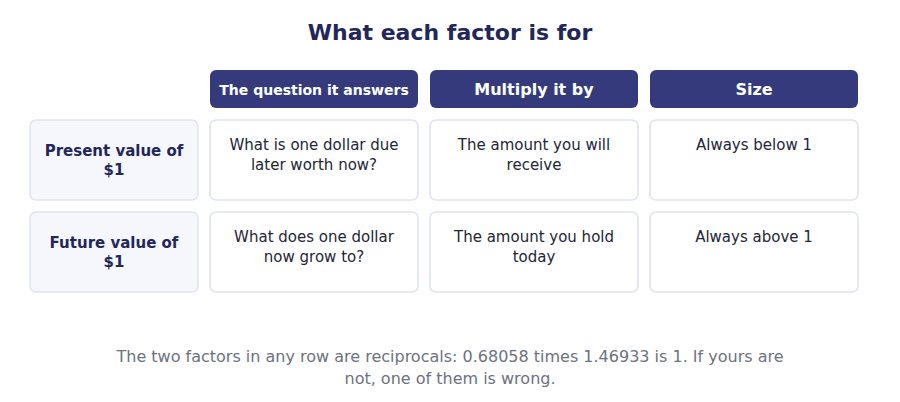 What each factor is for
The question it answers
Multiply it by
Size
Present value of
$1
What is one dollar due
later worth now?
The amount you will
receive
Always below 1
Future value of
$1
What does one dollar
now grow to?
The amount you hold
today
Always above 1
The two factors in any row are reciprocals: 0.68058 times 1.46933 is 1. If yours are
not, one of them is wrong.